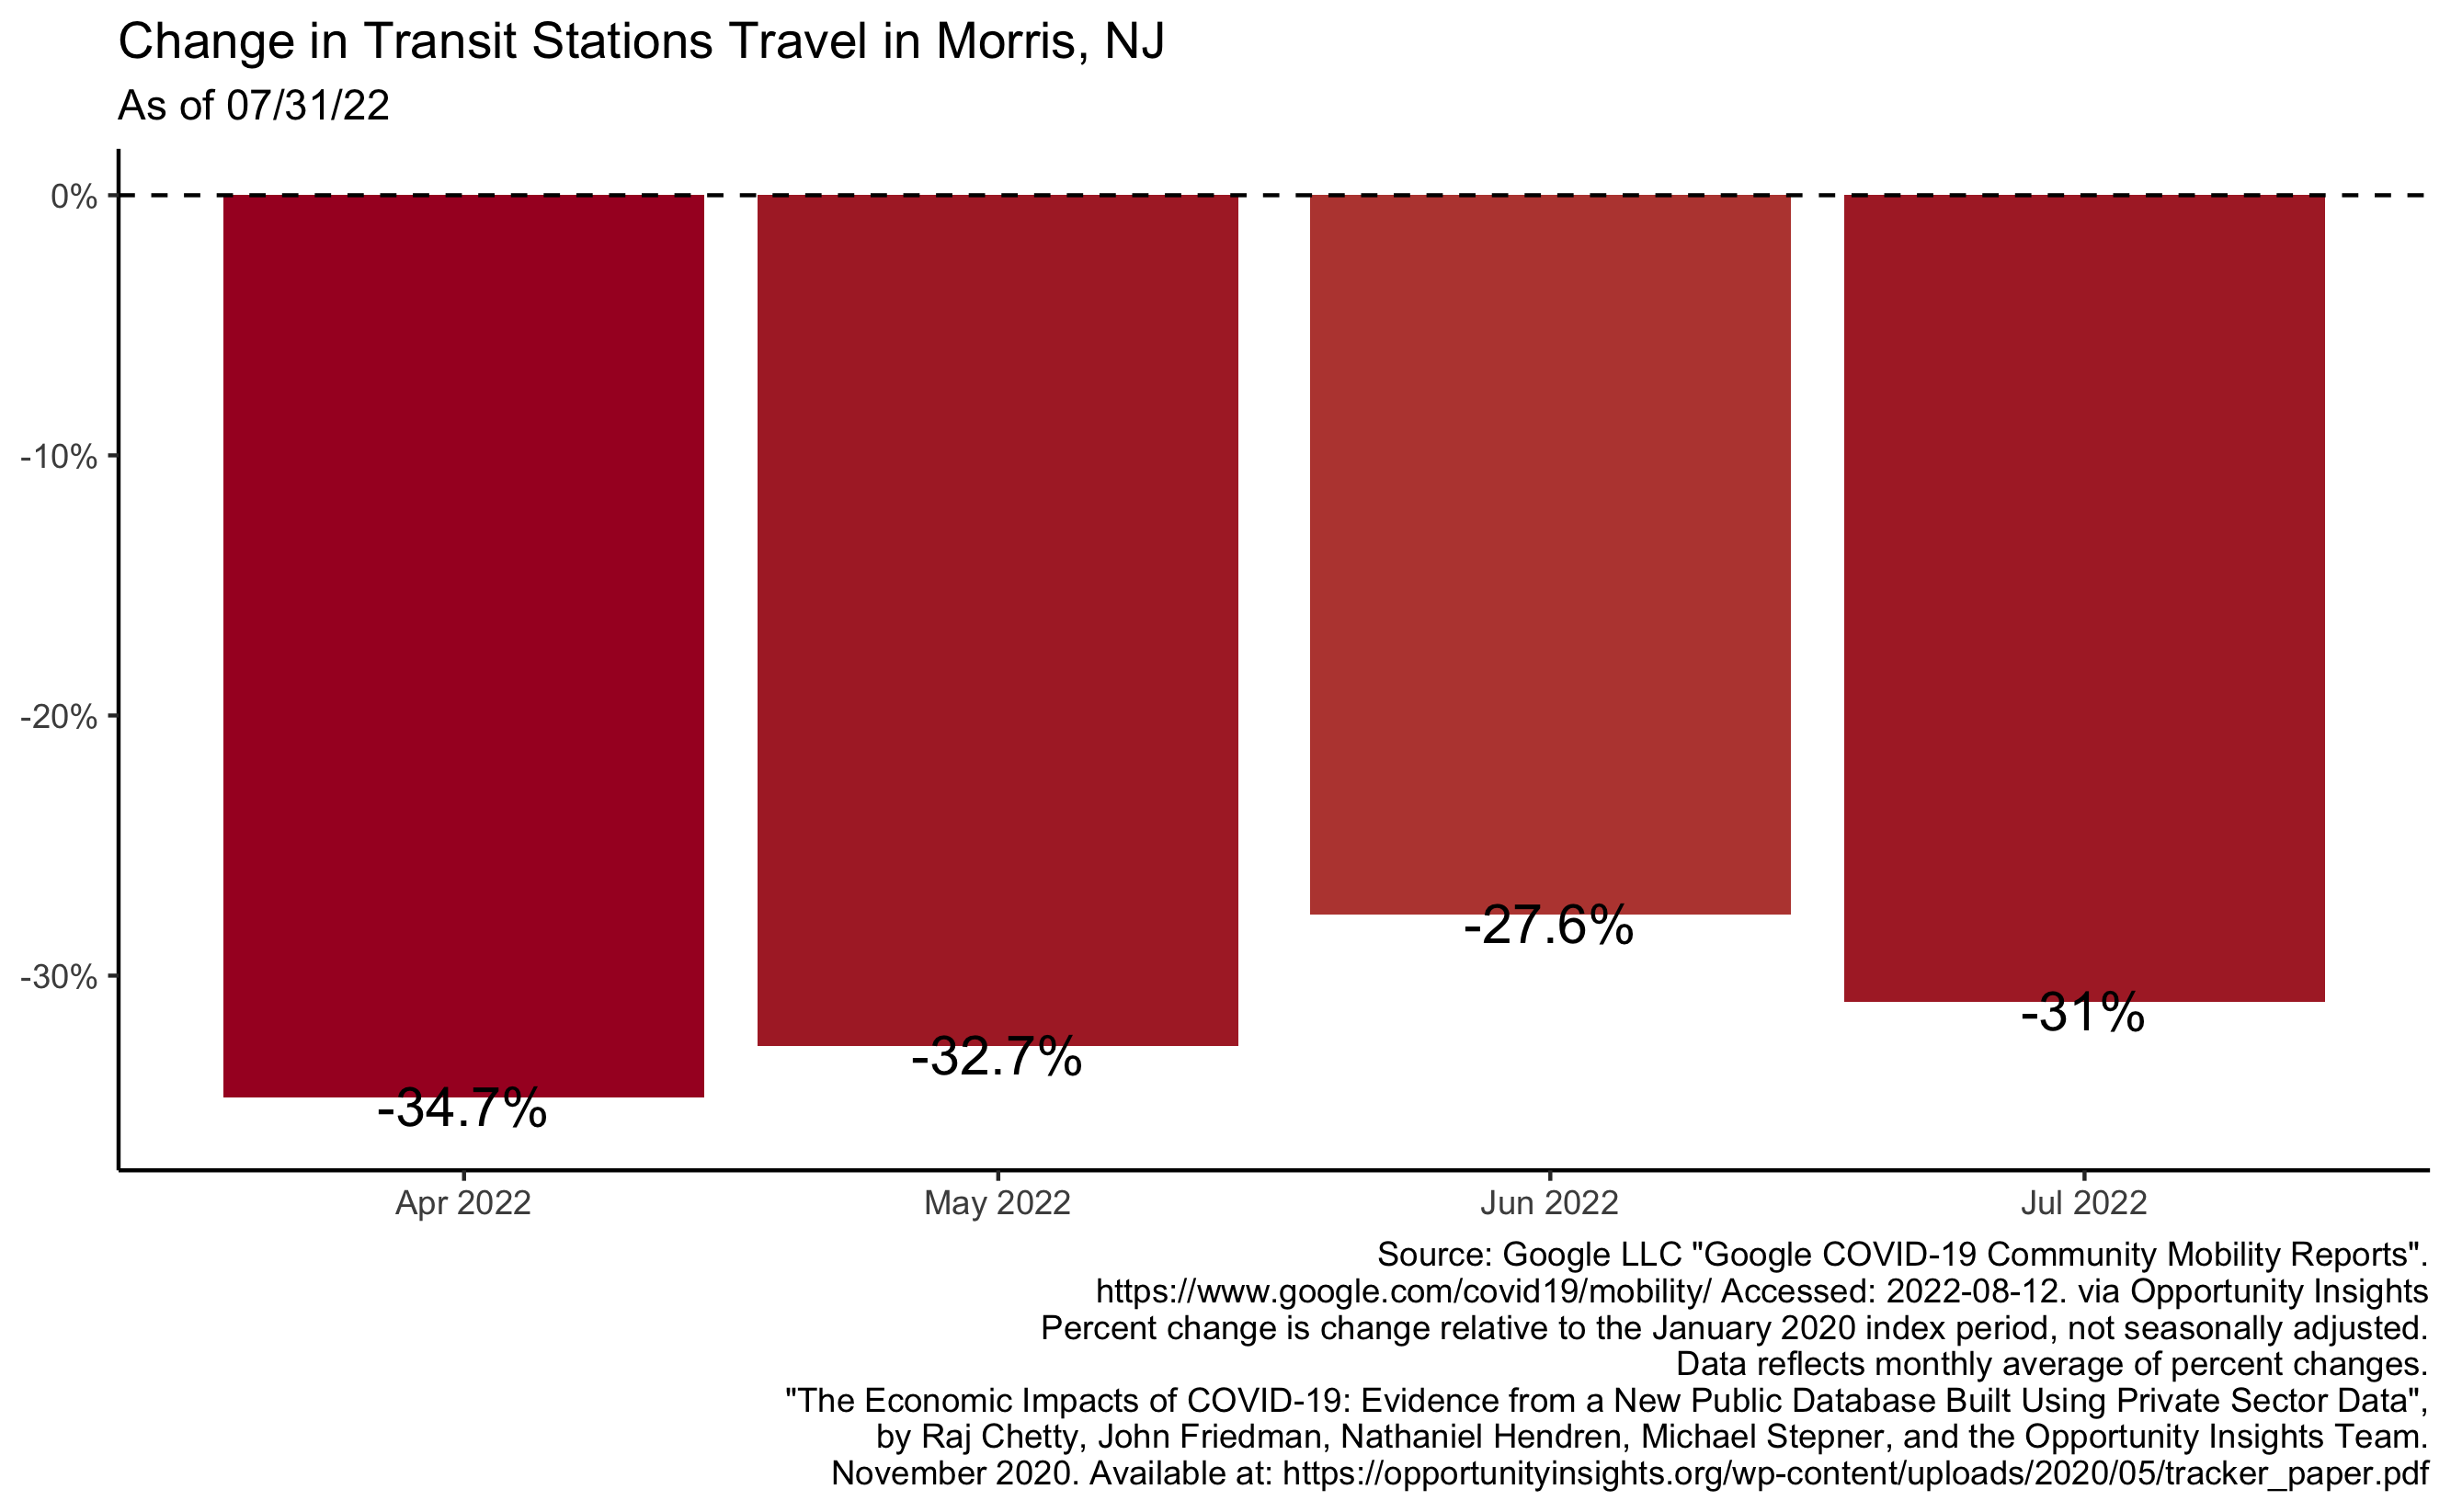 Change in Transit Stations Travel in Morris, NJ
As of 07/31/22
0%
-10%
-20%
-30%
-34.7%
-32.7%
-27.6%
-31%
Apr 2022
May 2022
Jun 2022
Jul 2022
Source: Google LLC "Google COVID-19 Community Mobility Reports".
https://www.google.com/covid19/mobility/ Accessed: 2022-08-12. via Opportunity Insights
Percent change is change relative to the January 2020 index period, not seasonally adjusted.
Data reflects monthly average of percent changes.
"The Economic Impacts of COVID-19: Evidence from a New Public Database Built Using Private Sector Data",
by Raj Chetty, John Friedman, Nathaniel Hendren, Michael Stepner, and the Opportunity Insights Team.
November 2020. Available at: https://opportunityinsights.org/wp-content/uploads/2020/05/tracker_paper.pdf